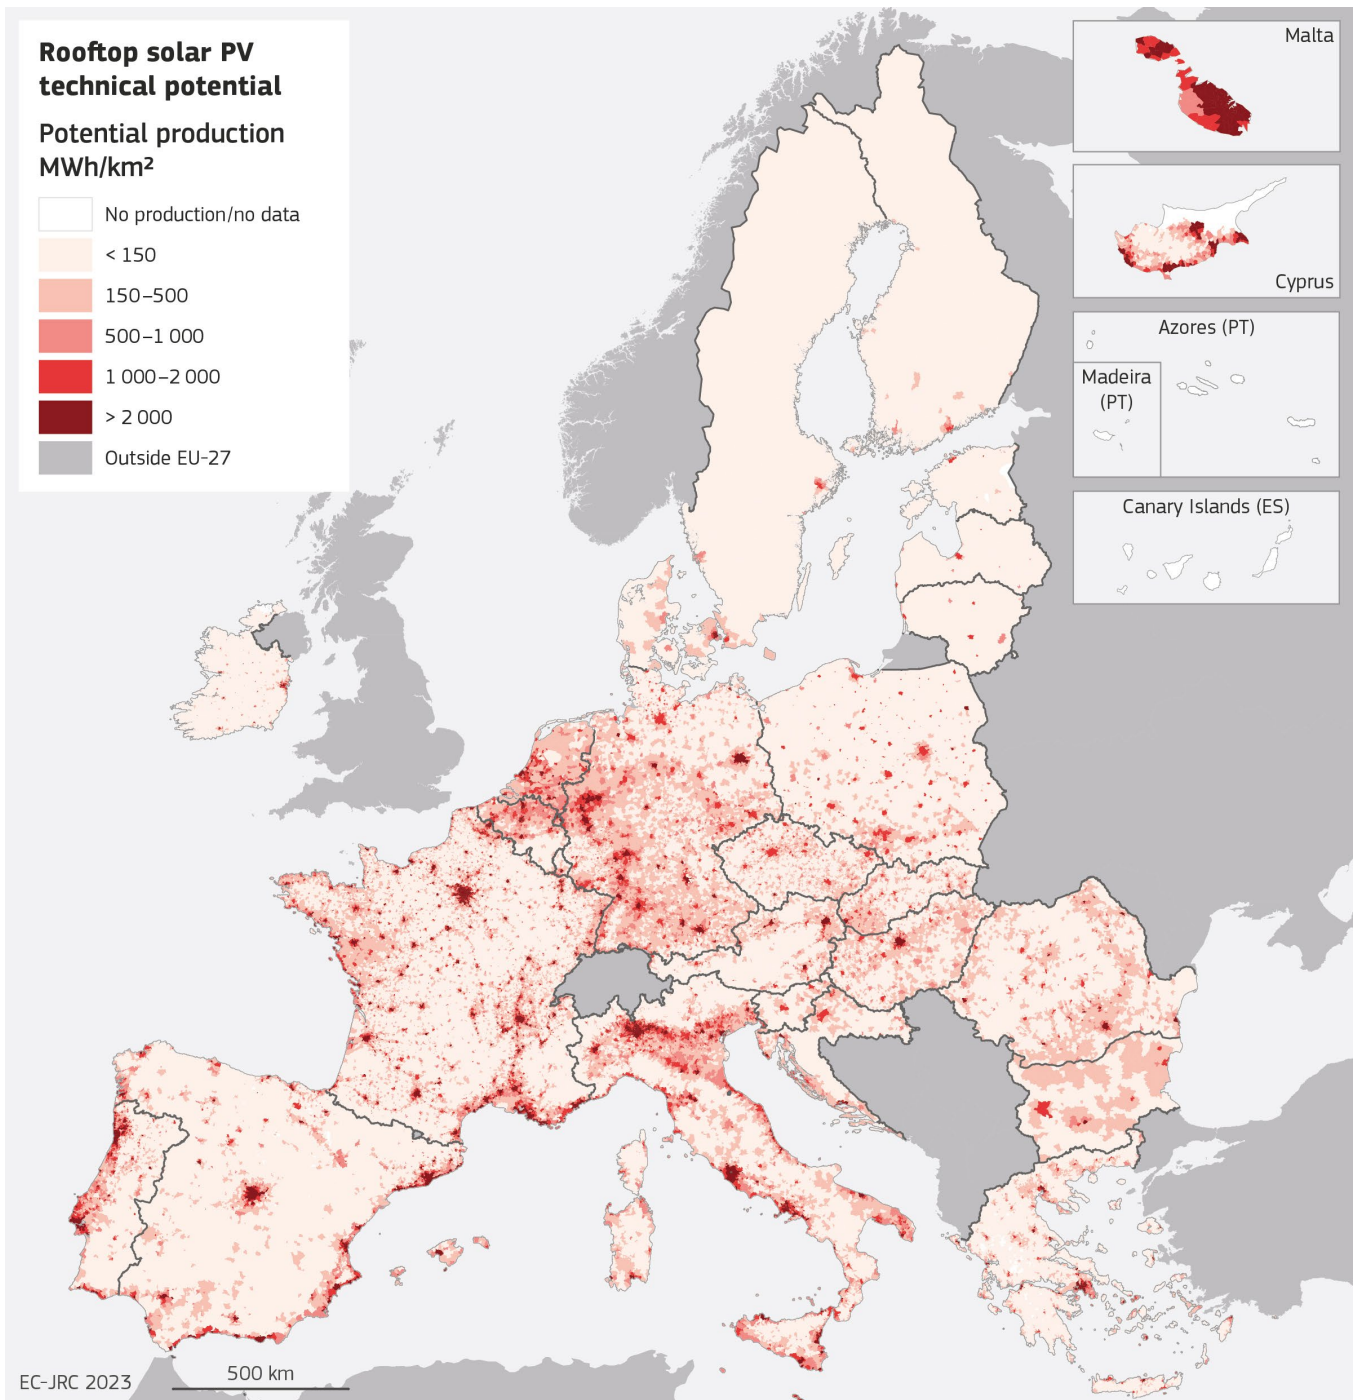 Rooftop solar PV
technical potential
Potential production
MWh/km²
No production/no data
< 150
150–500
500–1 000
1 000–2 000
> 2 000
Outside EU-27
Malta
Cyprus
Azores (PT)
Madeira
(PT)
Canary Islands (ES)
500 km
EC-JRC 2023